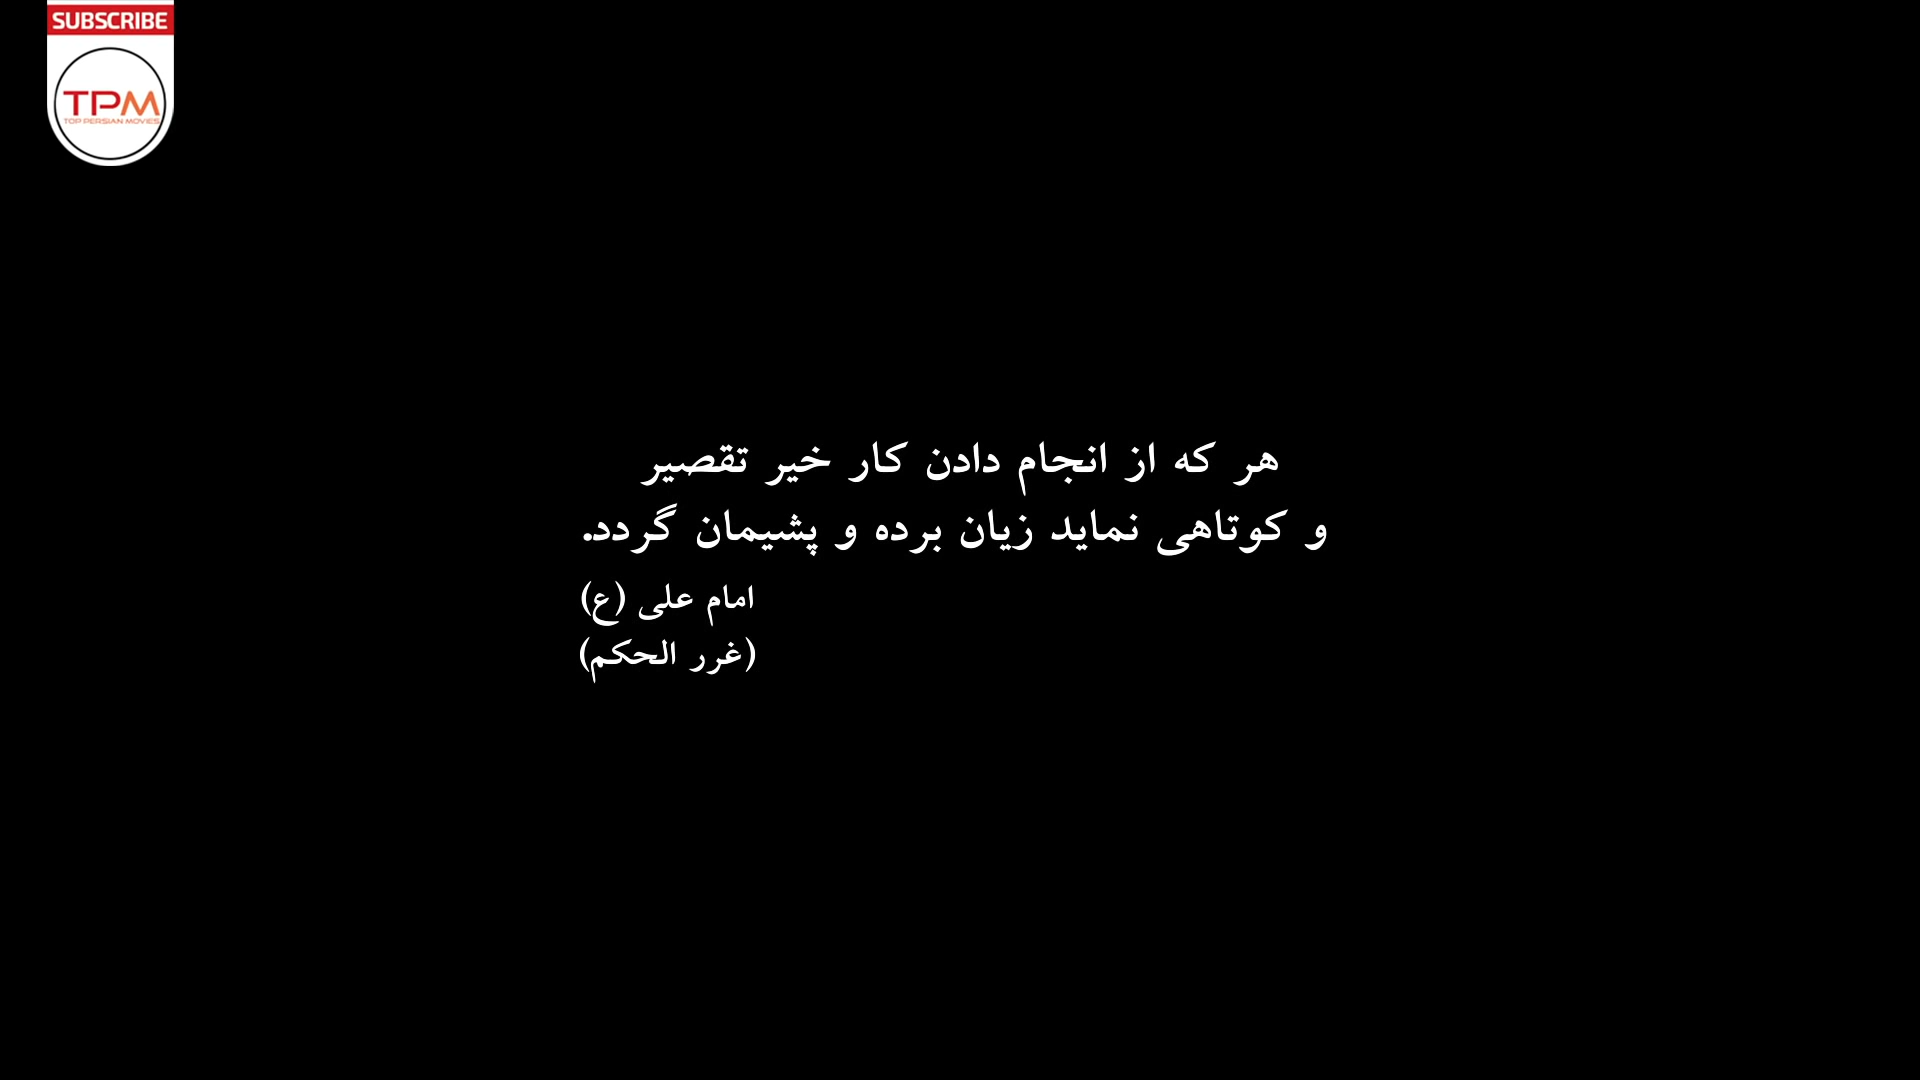 SUBSCRIBE
TPM
TOP PERSIAN MOVIES
هر که از انجام دادن کار خیر تقصیر
و کوتاهی نماید زیان برده و پشیمان گردد.
امام علی (ع)
(غرر الحکم)